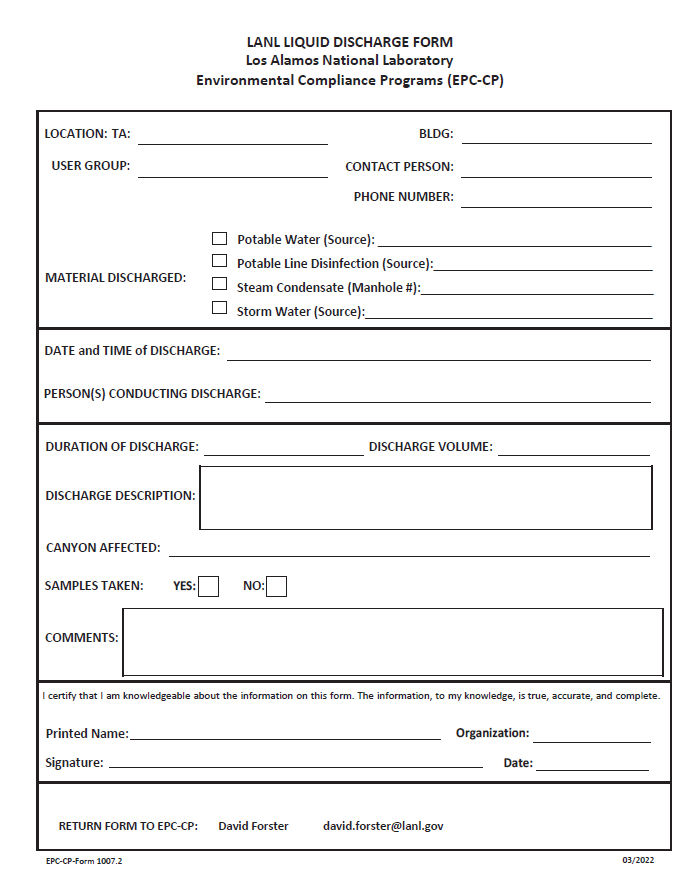 LANL LIQUID DISCHARGE FORM
Los Alamos National Laboratory
Environmental Compliance Programs (EPC-CP)
LOCATION: TA: BLDG:
USER GROUP: CONTACT PERSON:
PHONE NUMBER:
Potable Water (Source):
Potable Line Disinfection (Source):
MATERIAL DISCHARGED:
Steam Condensate (Manhole #):
Storm Water (Source):
DATE and TIME of DISCHARGE:
PERSON(S) CONDUCTING DISCHARGE:
DURATION OF DISCHARGE: DISCHARGE VOLUME:
DISCHARGE DESCRIPTION:
CANYON AFFECTED:
SAMPLES TAKEN: YES: NO:
COMMENTS:
I certify that I am knowledgeable about the information on this form. The information, to my knowledge, is true, accurate, and complete.
Printed Name: Organization:
Signature: Date:
RETURN FORM TO EPC-CP: David Forster david.forster@lanl.gov
EPC-CP-Form 1007.2 03/2022